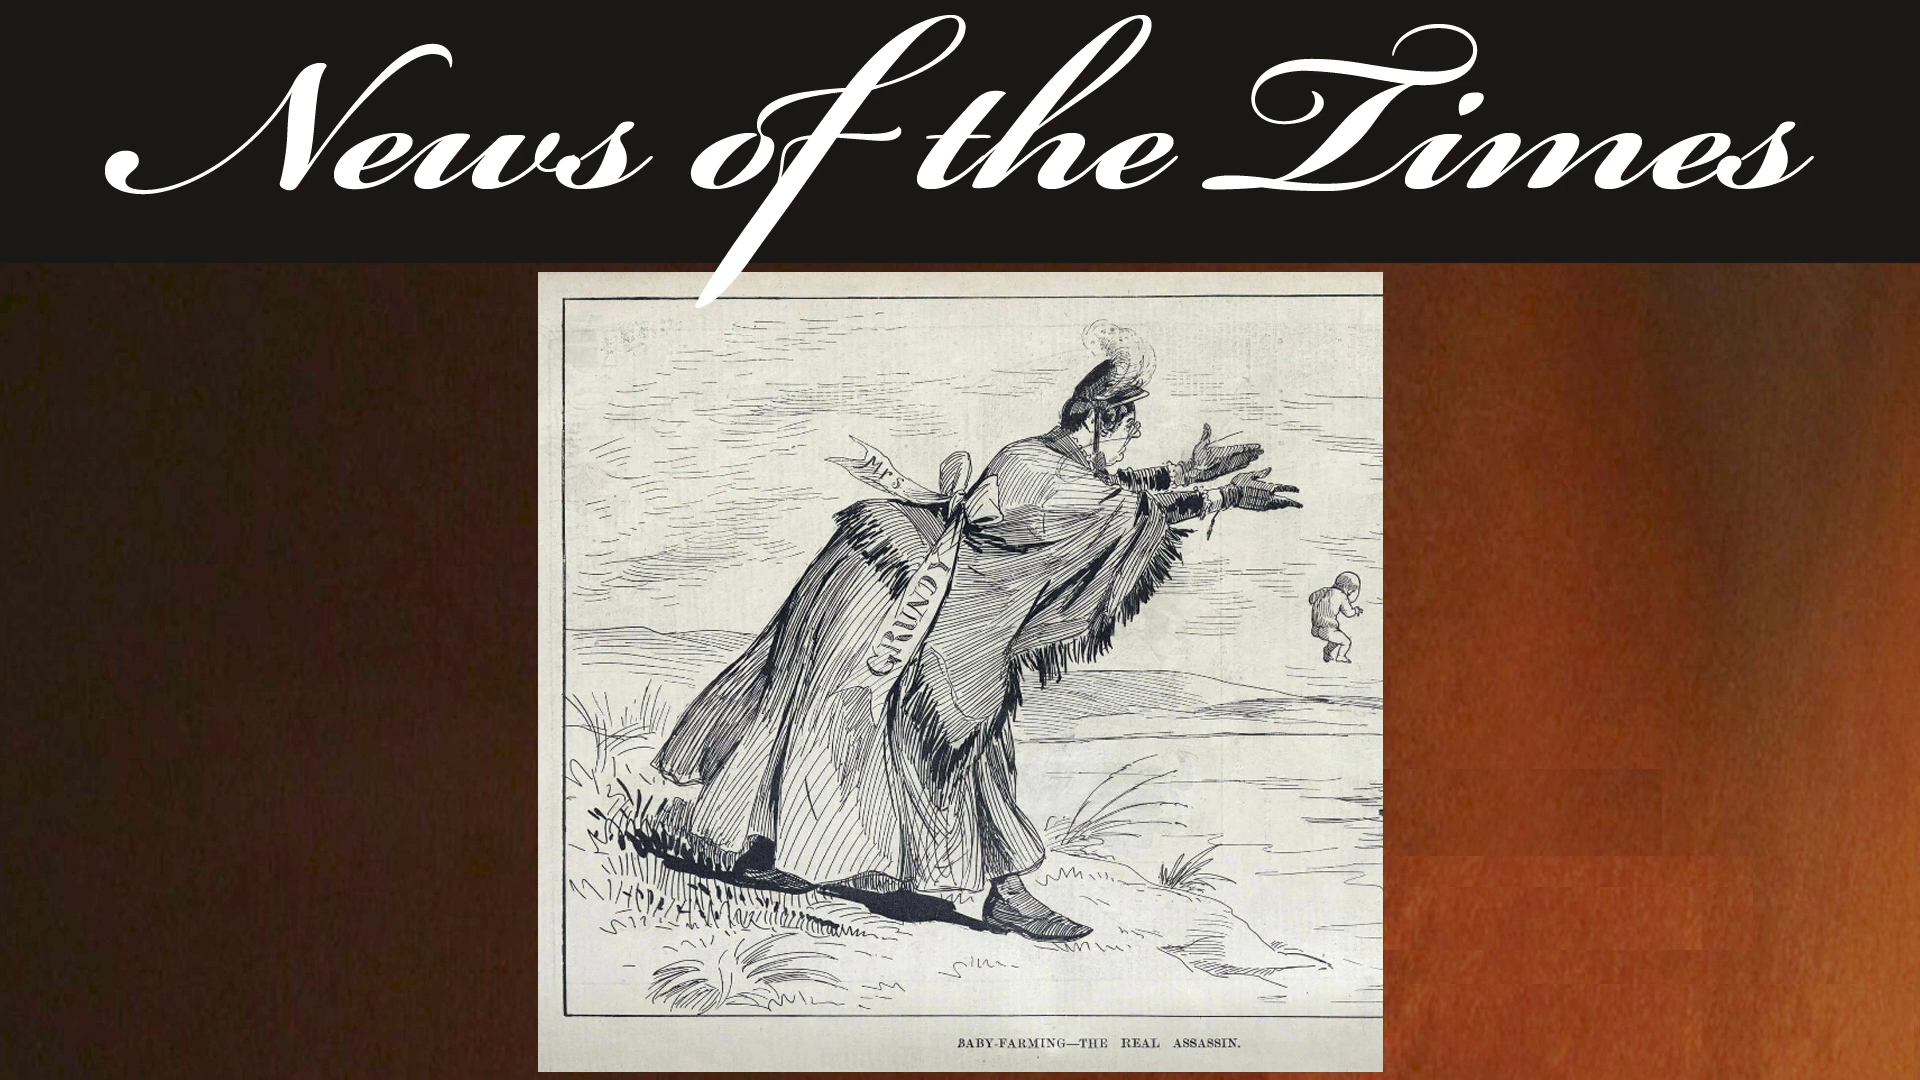 News of the Times
Mrs
GRUNDY
BABY-FARMING—THE REAL ASSASSIN.